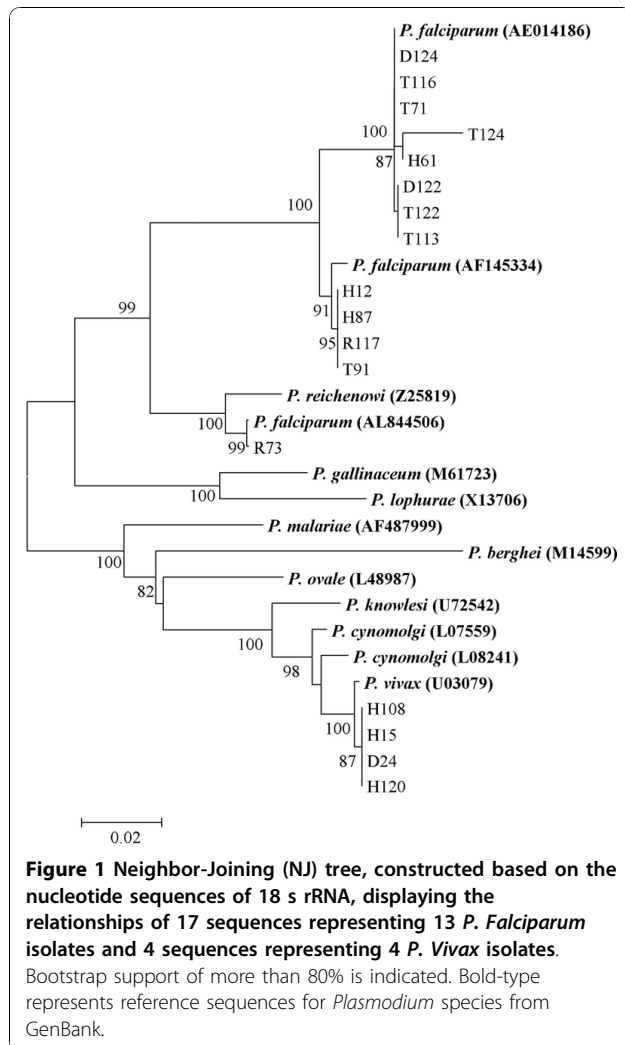 P. falciparum (AE014186)
D124
T116
T71
100
T124
87
H61
D122
T122
T113
100
P. falciparum (AF145334)
H12
91
H87
95
R117
T91
99
P. reichenowi (Z25819)
100
P. falciparum (AL844506)
99
R73
P. gallinaceum (M61723)
100
P. lophurae (X13706)
P. malariae (AF487999)
100
P. berghei (M14599)
82
P. ovale (L48987)
P. knowlesi (U72542)
100
P. cynomolgi (L07559)
98
P. cynomolgi (L08241)
P. vivax (U03079)
H108
100
H15
87
D24
H120
0.02
Figure 1 Neighbor-Joining (NJ) tree, constructed based on the
nucleotide sequences of 18 s rRNA, displaying the
relationships of 17 sequences representing 13 P. Falciparum
isolates and 4 sequences representing 4 P. Vivax isolates.
Bootstrap support of more than 80% is indicated. Bold-type
represents reference sequences for Plasmodium species from
GenBank.